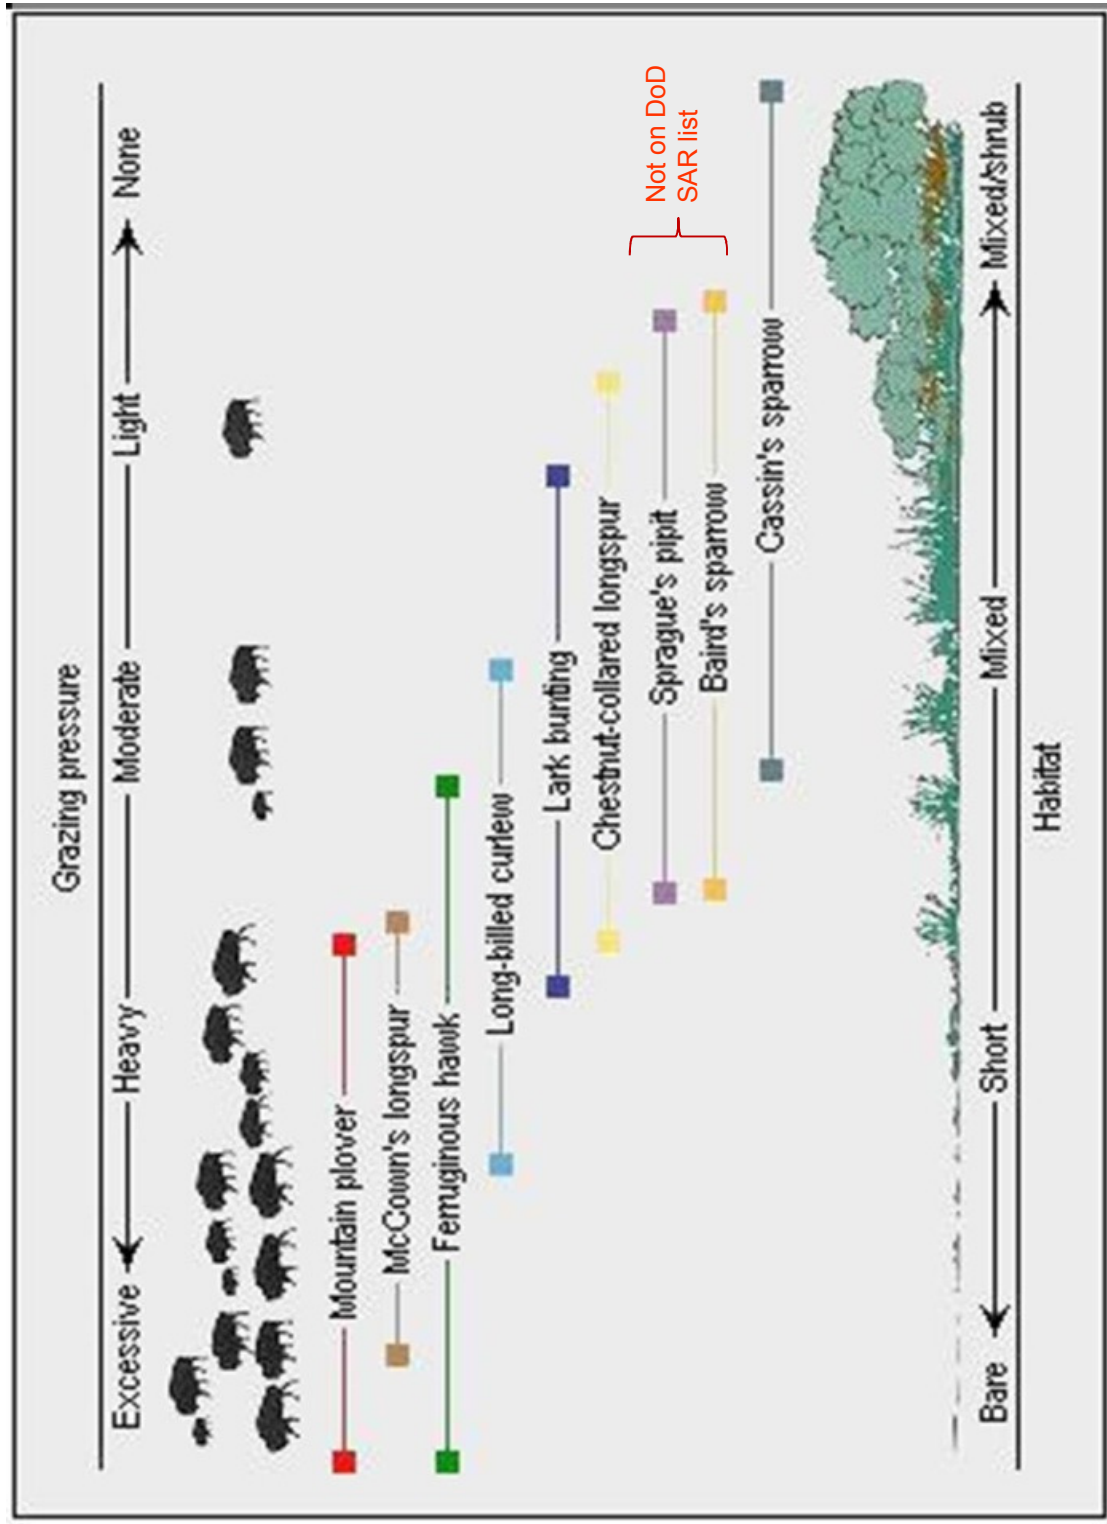 Grazing pressure
Excessive Heavy Moderate Light None
Not on DoD
SAR list
Mountain plover
McCown's longspur
Ferruginous hawk
Long-billed curlew
Lark bunting
Chestnut-collared longspur
Sprague's pipit
Baird's sparrow
Cassin's sparrow
Bare Short Mixed Mixed/shrub
Habitat